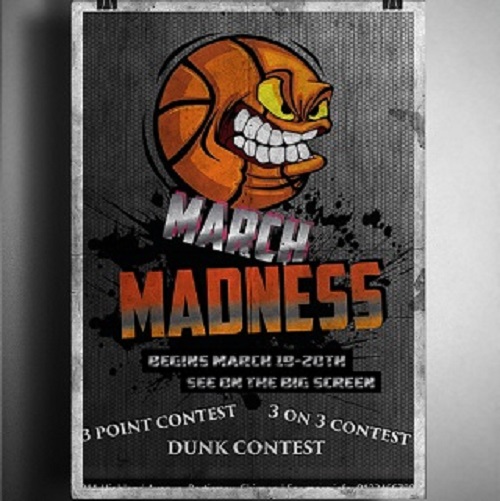 MARCH
MADNESS
BEGINS MARCH 19-20TH
SEE ON THE BIG SCREEN
3 POINT CONTEST
3 ON 3 CONTEST
DUNK CONTEST